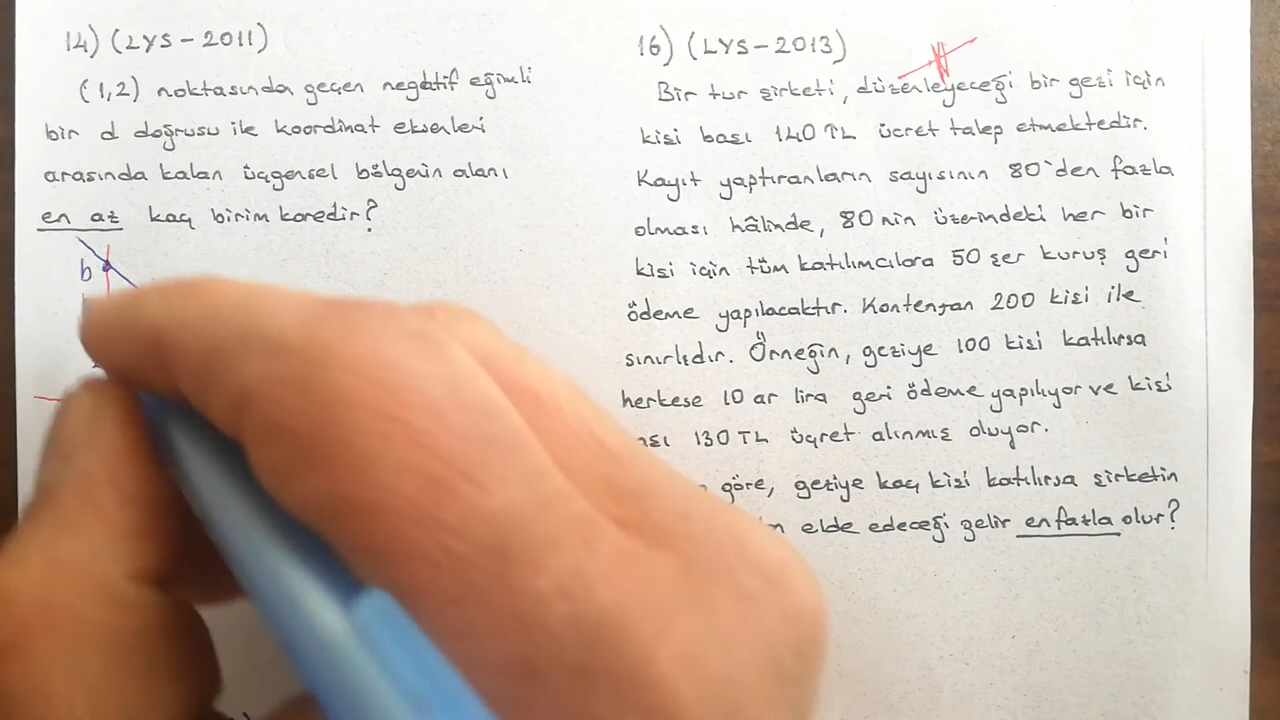 14) (LYS-2011)
(1,2) noktasından geçen negatif eğimli
bir d doğrusu ile koordinat eksenleri
arasında kalan üçgensel bölgenin alanı
en az kaç birim karedir?
b
16) (LYS-2013)
Bir tur şirketi, düzenleyeceği bir gezi için
kişi başı 140 TL ücret talep etmektedir.
Kayıt yaptıranların sayısının 80'den fazla
olması hâlinde, 80 nin üzerindeki her bir
kişi için tüm katılımcılara 50 şer kuruş geri
ödeme yapılacaktır. Kontenjan 200 kişi ile
sınırlıdır. Örneğin, geziye 100 kişi katılırsa
herkese 10 ar lira geri ödeme yapılıyor ve kişi
130 TL üçret alınmış oluyor.
göre, geziye kaç kişi katılırsa şirketin
elde edeceği gelir en fazla olur?